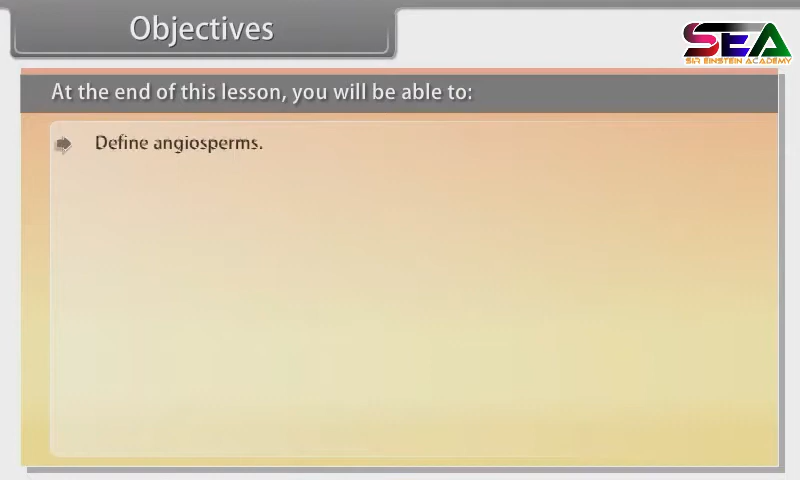 Objectives
SEA
SIR EINSTEIN ACADEMY
At the end of this lesson, you will be able to:
Define angiosperms.